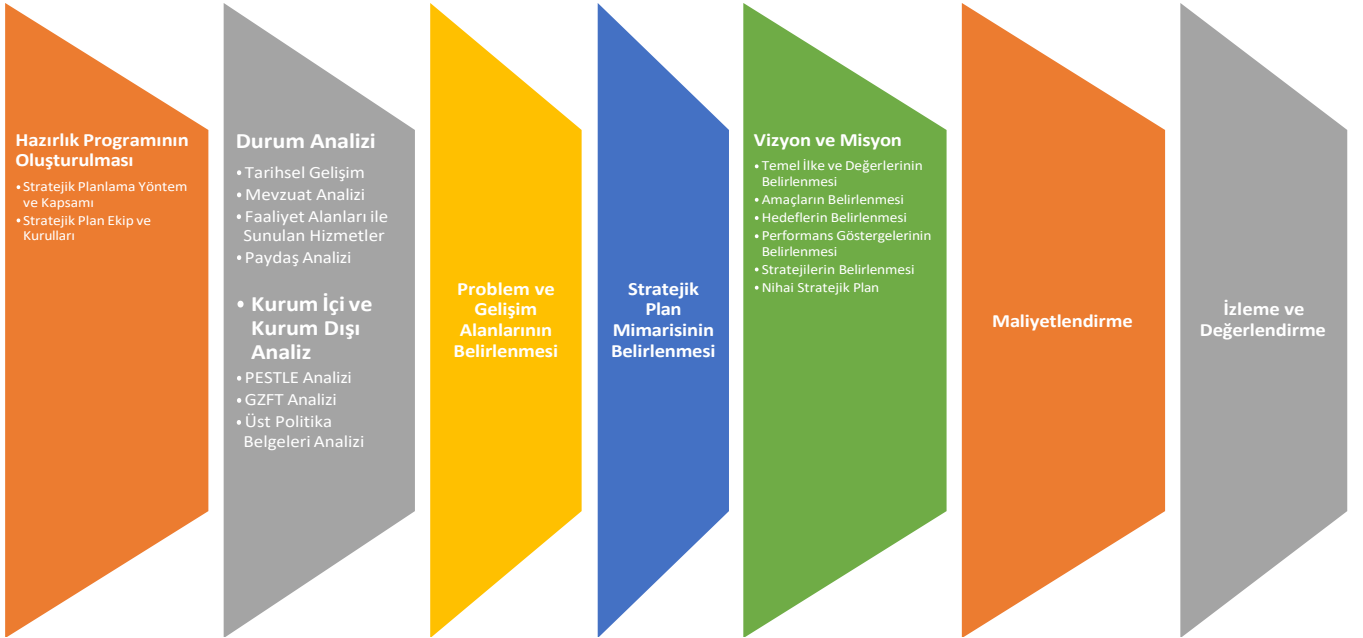 Hazırlık Programının
Oluşturulması
• Stratejik Planlama Yöntem
ve Kapsamı
• Stratejik Plan Ekip ve
Kurulları
Durum Analizi
• Tarihsel Gelişim
• Mevzuat Analizi
• Faaliyet Alanları ile
Sunulan Hizmetler
• Paydaş Analizi
• Kurum İçi ve
Kurum Dışı
Analiz
• PESTLE Analizi
• GZFT Analizi
• Üst Politika
Belgeleri Analizi
Problem ve
Gelişim
Alanlarının
Belirlenmesi
Stratejik
Plan
Mimarisinin
Belirlenmesi
Vizyon ve Misyon
• Temel İlke ve Değerlerinin
Belirlenmesi
• Amaçların Belirlenmesi
• Hedeflerin Belirlenmesi
• Performans Göstergelerinin
Belirlenmesi
• Stratejilerin Belirlenmesi
• Nihai Stratejik Plan
Maliyetlendirme
İzleme ve
Değerlendirme